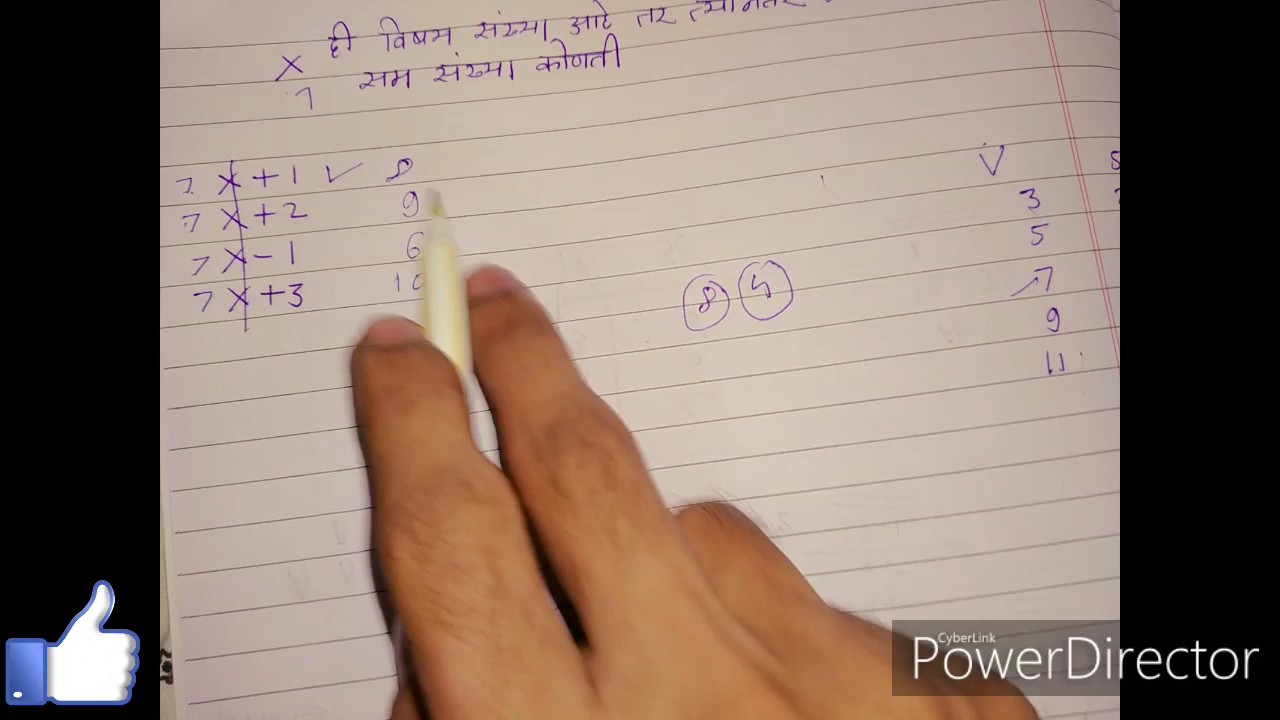 x ही विषम संख्या आहे तर त्यानंतर
7 सम संख्या कोणती
7 x + 1 ✓ 8
7 x + 2 9
7 x - 1 6
7 x + 3 10
8 5
V
3
5
7
9
11
CyberLink
PowerDirector